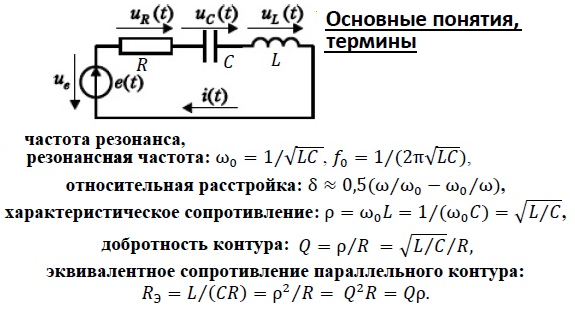 u_R(t) u_C(t) u_L(t)
Основные понятия,
термины
R C L
u_e e(t)
i(t)
частота резонанса,
резонансная частота: ω₀ = 1/√(LC), f₀ = 1/(2π√(LC)),
относительная расстройка: δ ≈ 0,5(ω/ω₀ − ω₀/ω),
характеристическое сопротивление: ρ = ω₀L = 1/(ω₀C) = √(L/C),
добротность контура: Q = ρ/R = √(L/C)/R,
эквивалентное сопротивление параллельного контура:
R_Э = L/(CR) = ρ²/R = Q²R = Qρ.